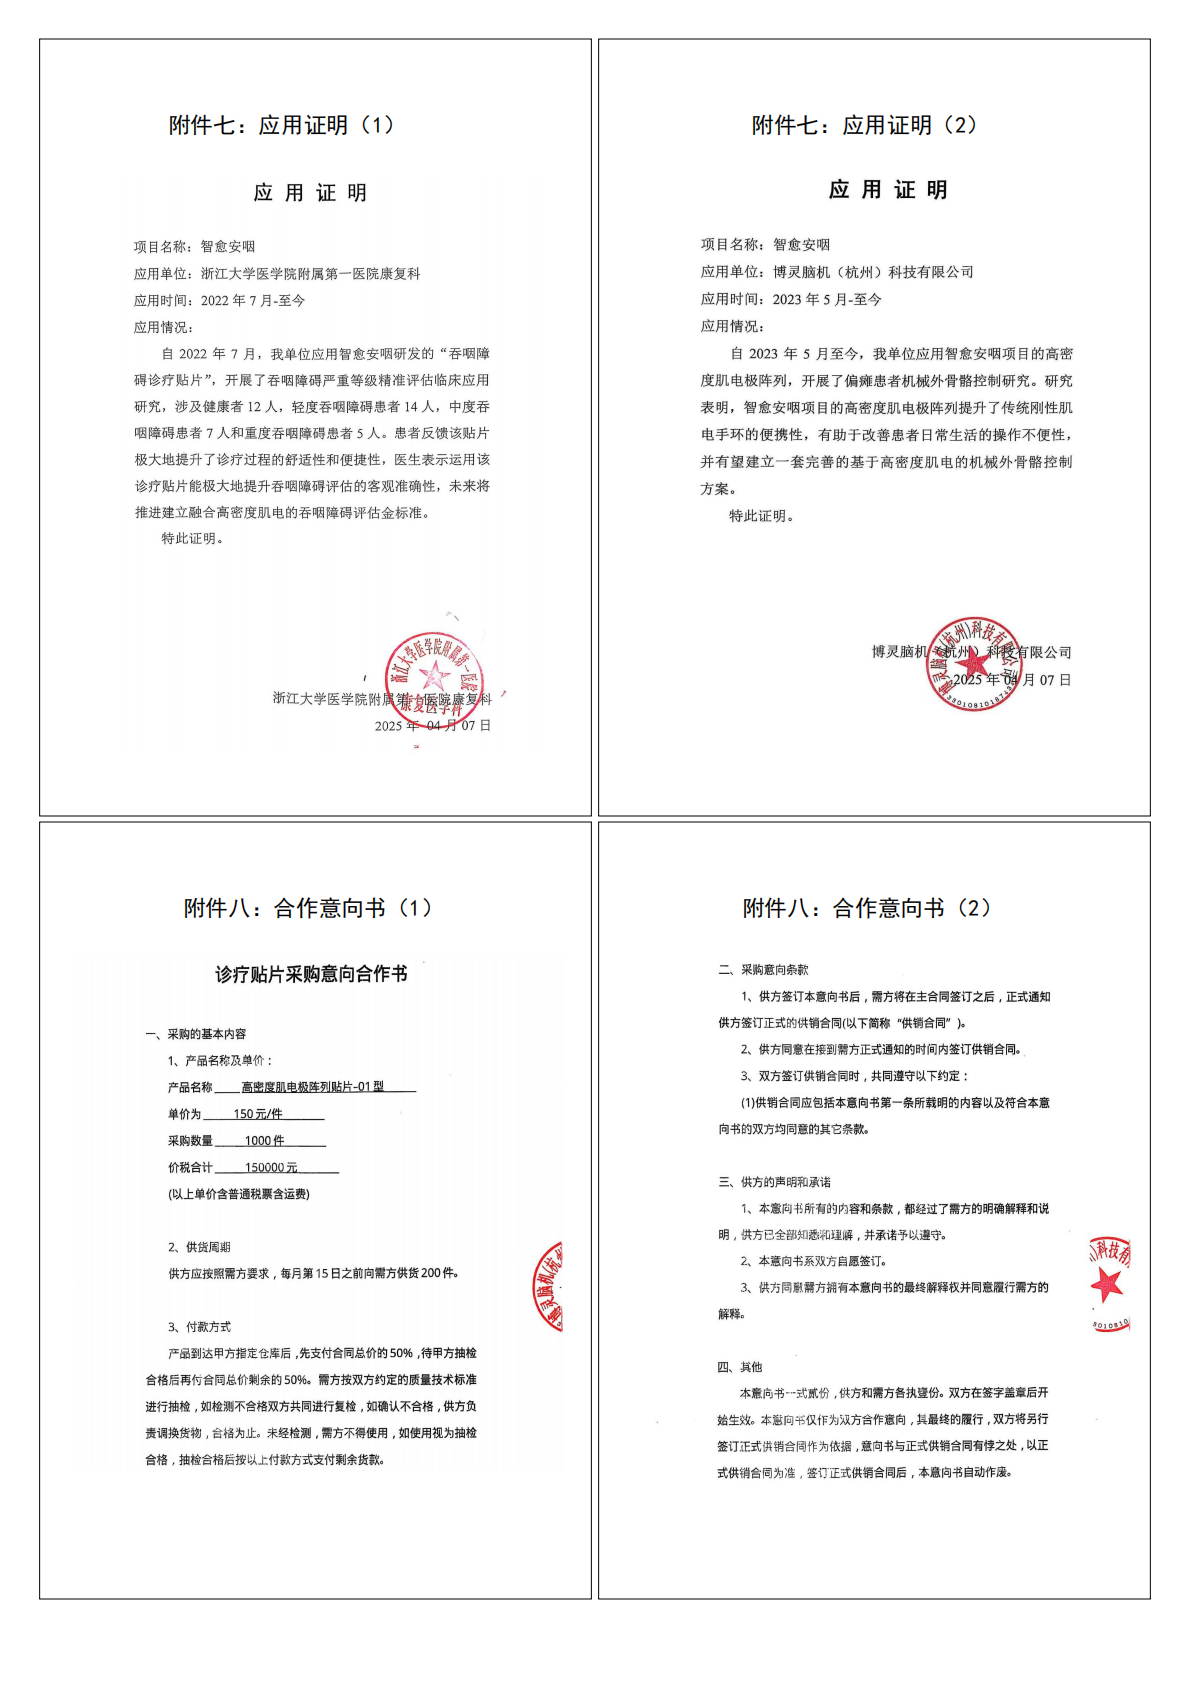 附件七：应用证明（1）
应 用 证 明
项目名称：智愈安咽
应用单位：浙江大学医学院附属第一医院康复科
应用时间：2022 年 7 月-至今
应用情况：
自 2022 年 7 月，我单位应用智愈安咽研发的“吞咽障
碍诊疗贴片”，开展了吞咽障碍严重等级精准评估临床应用
研究，涉及健康者 12 人，轻度吞咽障碍患者 14 人，中度吞
咽障碍患者 7 人和重度吞咽障碍患者 5 人。患者反馈该贴片
极大地提升了诊疗过程的舒适性和便捷性，医生表示运用该
诊疗贴片能极大地提升吞咽障碍评估的客观准确性，未来将
推进建立融合高密度肌电的吞咽障碍评估金标准。
特此证明。
浙江大学医学院附属第一医院
康复医学科
浙江大学医学院附属第一医院康复科
2025 年 04 月 07 日
附件七：应用证明（2）
应 用 证 明
项目名称：智愈安咽
应用单位：博灵脑机（杭州）科技有限公司
应用时间：2023 年 5 月-至今
应用情况：
自 2023 年 5 月至今，我单位应用智愈安咽项目的高密
度肌电极阵列，开展了偏瘫患者机械外骨骼控制研究。研究
表明，智愈安咽项目的高密度肌电极阵列提升了传统刚性肌
电手环的便携性，有助于改善患者日常生活的操作不便性，
并有望建立一套完善的基于高密度肌电的机械外骨骼控制
方案。
特此证明。
博灵脑机（杭州）科技有限公司
博灵脑机（杭州）科技有限公司
2025 年 04 月 07 日
附件八：合作意向书（1）
诊疗贴片采购意向合作书
一、采购的基本内容
1、产品名称及单价：
产品名称 高密度肌电极阵列贴片-01 型
单价为 150 元/件
采购数量 1000 件
价税合计 150000 元
(以上单价含普通税票含运费)
2、供货周期
供方应按照需方要求，每月第 15 日之前向需方供货 200 件。
3、付款方式
产品到达甲方指定仓库后，先支付合同总价的 50%，待甲方抽检
合格后再付合同总价剩余的 50%。需方按双方约定的质量技术标准
进行抽检，如检测不合格双方共同进行复检，如确认不合格，供方负
责调换货物，合格为止。未经检测，需方不得使用，如使用视为抽检
合格，抽检合格后按以上付款方式支付剩余货款。
灵脑机(杭州
附件八：合作意向书（2）
二、采购意向条款
1、供方签订本意向书后，需方将在主合同签订之后，正式通知
供方签订正式的供销合同(以下简称 “供销合同” )。
2、供方同意在接到需方正式通知的时间内签订供销合同。
3、双方签订供销合同时，共同遵守以下约定：
(1)供销合同应包括本意向书第一条所载明的内容以及符合本意
向书的双方均同意的其它条款。
三、供方的声明和承诺
1、本意向书所有的内容和条款，都经过了需方的明确解释和说
明，供方已全部知悉和理解，并承诺予以遵守。
2、本意向书系双方自愿签订。
3、供方同意需方拥有本意向书的最终解释权并同意履行需方的
解释。
四、其他
本意向书一式贰份，供方和需方各执壹份。双方在签字盖章后开
始生效。本意向书仅作为双方合作意向，其最终的履行，双方将另行
签订正式供销合同作为依据，意向书与正式供销合同有悖之处，以正
式供销合同为准，签订正式供销合同后，本意向书自动作废。
)科技有